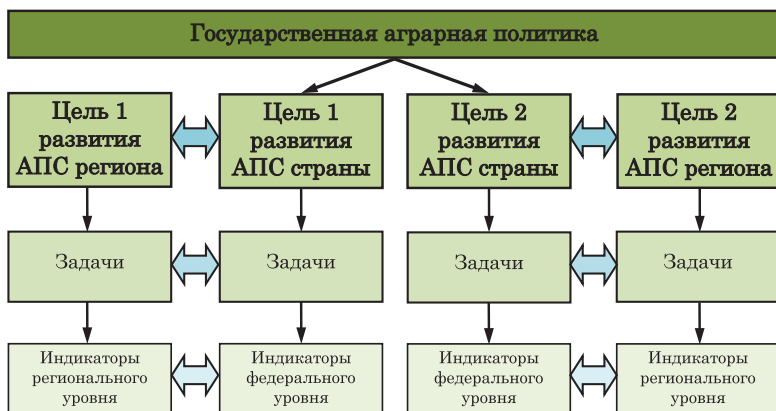 Государственная аграрная политика
Цель 1
развития
АПС региона
Цель 1
развития
АПС страны
Цель 2
развития
АПС страны
Цель 2
развития
АПС региона
Задачи
Задачи
Задачи
Задачи
Индикаторы
регионального
уровня
Индикаторы
федерального
уровня
Индикаторы
федерального
уровня
Индикаторы
регионального
уровня